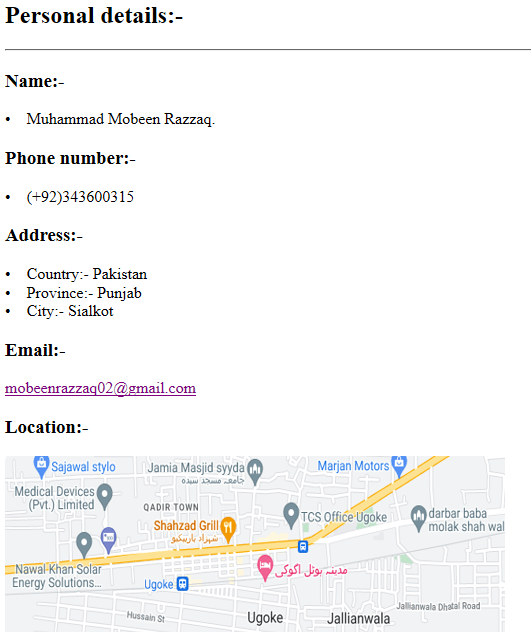 Personal details:-
Name:-
• Muhammad Mobeen Razzaq.
Phone number:-
• (+92)343600315
Address:-
• Country:- Pakistan
• Province:- Punjab
• City:- Sialkot
Email:-
mobeenrazzaq02@gmail.com
Location:-
Sajawal stylo
Jamia Masjid syyda
جامعہ مسجد سیدہ
Marjan Motors
Medical Devices
(Pvt.) Limited
QADIR TOWN
Shahzad Grill
شہزاد باربیکیو
TCS Office Ugoke
darbar baba
molak shah wal
Nawal Khan Solar
Energy Solutions...
Ugoke
مدینہ ہوٹل اگوکی
Jallianwala Dhatal Road
Hussain St
Ugoke
Jallianwala